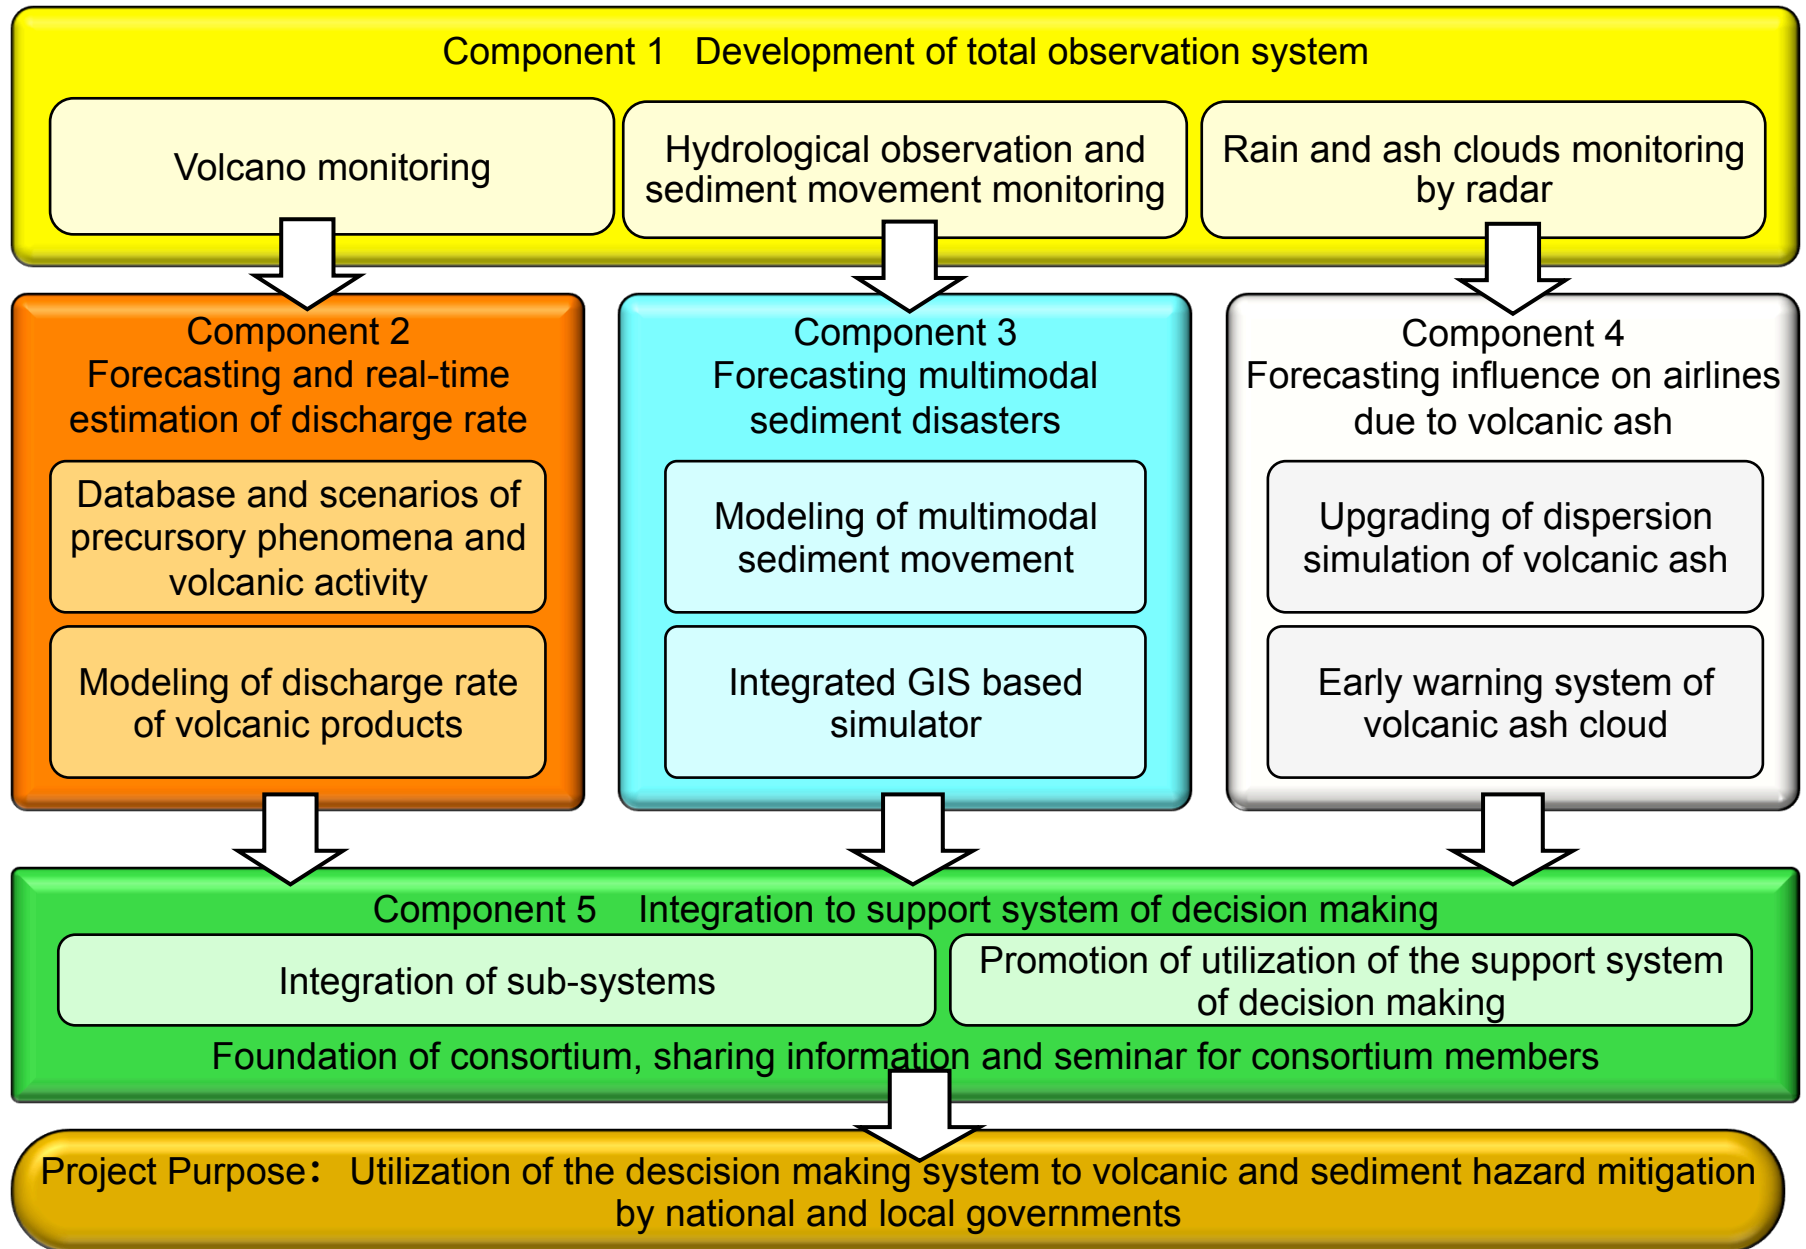 Component 1 Development of total observation system
Volcano monitoring
Hydrological observation and
sediment movement monitoring
Rain and ash clouds monitoring
by radar
Component 2
Forecasting and real-time
estimation of discharge rate
Database and scenarios of
precursory phenomena and
volcanic activity
Modeling of discharge rate
of volcanic products
Component 3
Forecasting multimodal
sediment disasters
Modeling of multimodal
sediment movement
Integrated GIS based
simulator
Component 4
Forecasting influence on airlines
due to volcanic ash
Upgrading of dispersion
simulation of volcanic ash
Early warning system of
volcanic ash cloud
Component 5 Integration to support system of decision making
Integration of sub-systems
Promotion of utilization of the support system
of decision making
Foundation of consortium, sharing information and seminar for consortium members
Project Purpose： Utilization of the descision making system to volcanic and sediment hazard mitigation
by national and local governments